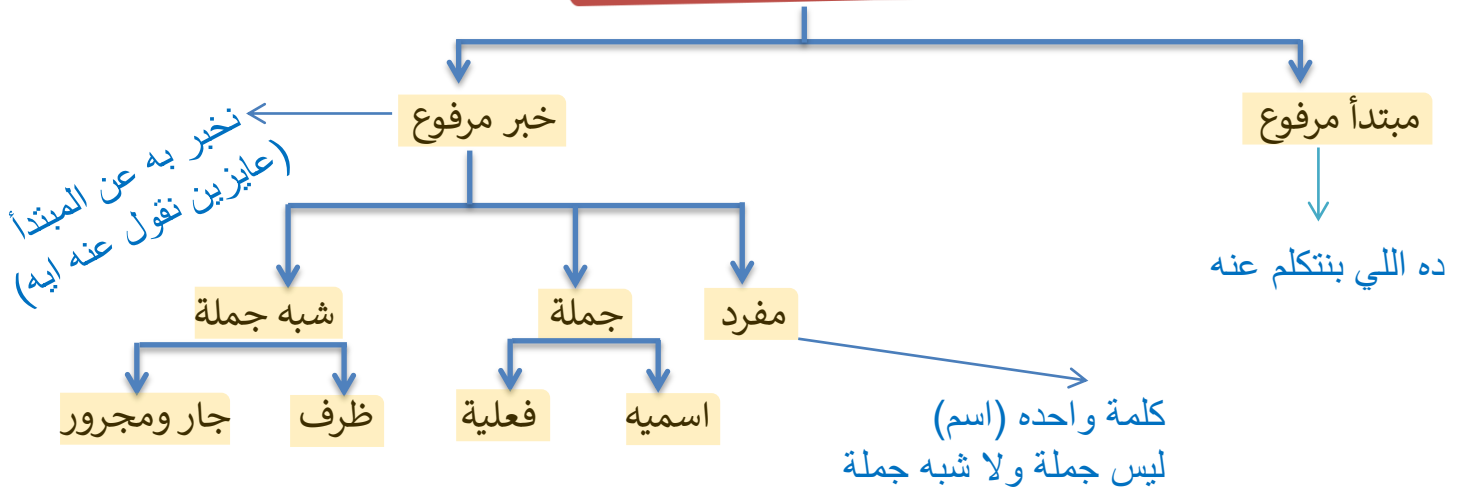 مبتدأ مرفوع
خبر مرفوع
نخبر به عن المبتدأ
(عايزين نقول عنه ايه)
ده اللي بنتكلم عنه
مفرد
جملة
شبه جملة
اسميه
فعلية
ظرف
جار ومجرور
كلمة واحده (اسم)
ليس جملة ولا شبه جملة